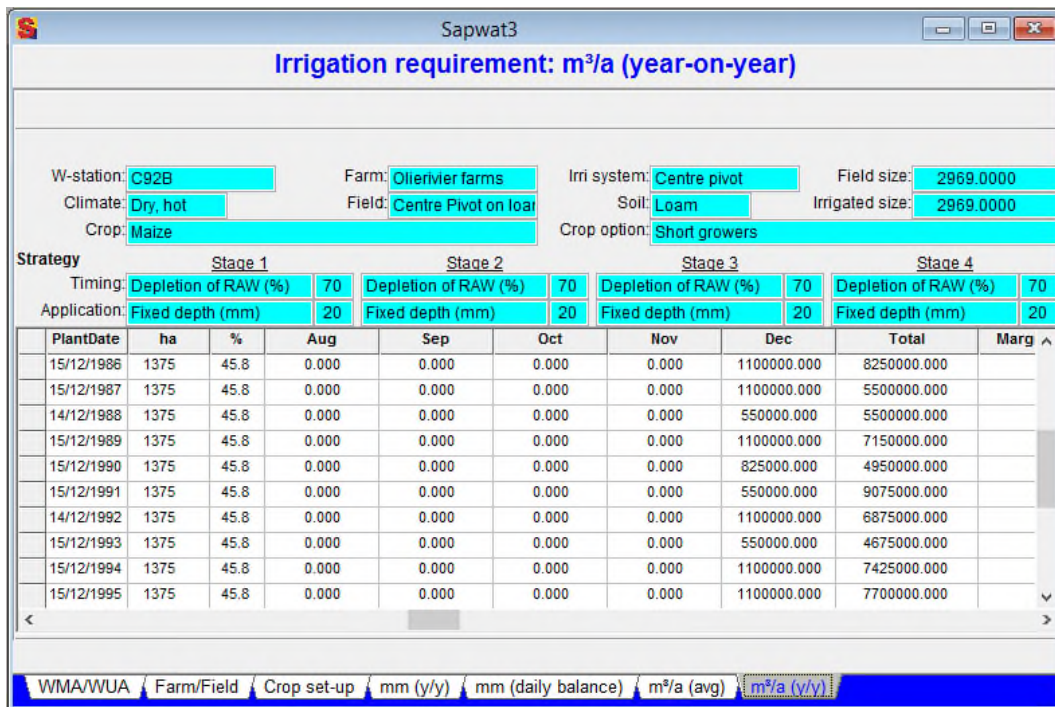 Sapwat3
Irrigation requirement: m³/a (year-on-year)
W-station: C92B Farm: Olierivier farms Irri system: Centre pivot Field size: 2969.0000
Climate: Dry, hot Field: Centre Pivot on loar Soil: Loam Irrigated size: 2969.0000
Crop: Maize Crop option: Short growers
Strategy Stage 1 Stage 2 Stage 3 Stage 4
Timing: Depletion of RAW (%) 70 Depletion of RAW (%) 70 Depletion of RAW (%) 70 Depletion of RAW (%) 70
Application: Fixed depth (mm) 20 Fixed depth (mm) 20 Fixed depth (mm) 20 Fixed depth (mm) 20
PlantDate ha % Aug Sep Oct Nov Dec Total Marg
15/12/1986 1375 45.8 0.000 0.000 0.000 0.000 1100000.000 8250000.000
15/12/1987 1375 45.8 0.000 0.000 0.000 0.000 1100000.000 5500000.000
14/12/1988 1375 45.8 0.000 0.000 0.000 0.000 550000.000 5500000.000
15/12/1989 1375 45.8 0.000 0.000 0.000 0.000 1100000.000 7150000.000
15/12/1990 1375 45.8 0.000 0.000 0.000 0.000 825000.000 4950000.000
15/12/1991 1375 45.8 0.000 0.000 0.000 0.000 550000.000 9075000.000
14/12/1992 1375 45.8 0.000 0.000 0.000 0.000 1100000.000 6875000.000
15/12/1993 1375 45.8 0.000 0.000 0.000 0.000 550000.000 4675000.000
15/12/1994 1375 45.8 0.000 0.000 0.000 0.000 1100000.000 7425000.000
15/12/1995 1375 45.8 0.000 0.000 0.000 0.000 1100000.000 7700000.000
WMA/WUA Farm/Field Crop set-up mm (y/y) mm (daily balance) m³/a (avg) m³/a (y/y)